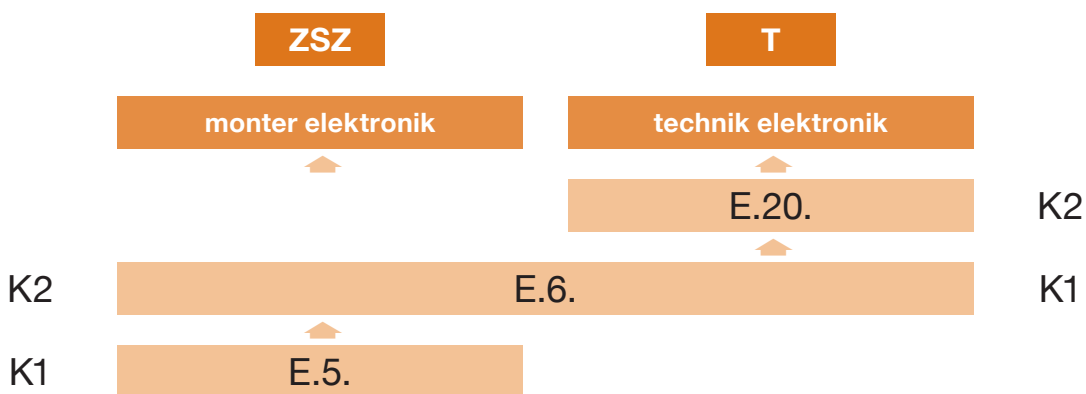 ZSZ T
monter elektronik technik elektronik
E.20. K2
K2 E.6. K1
K1 E.5.